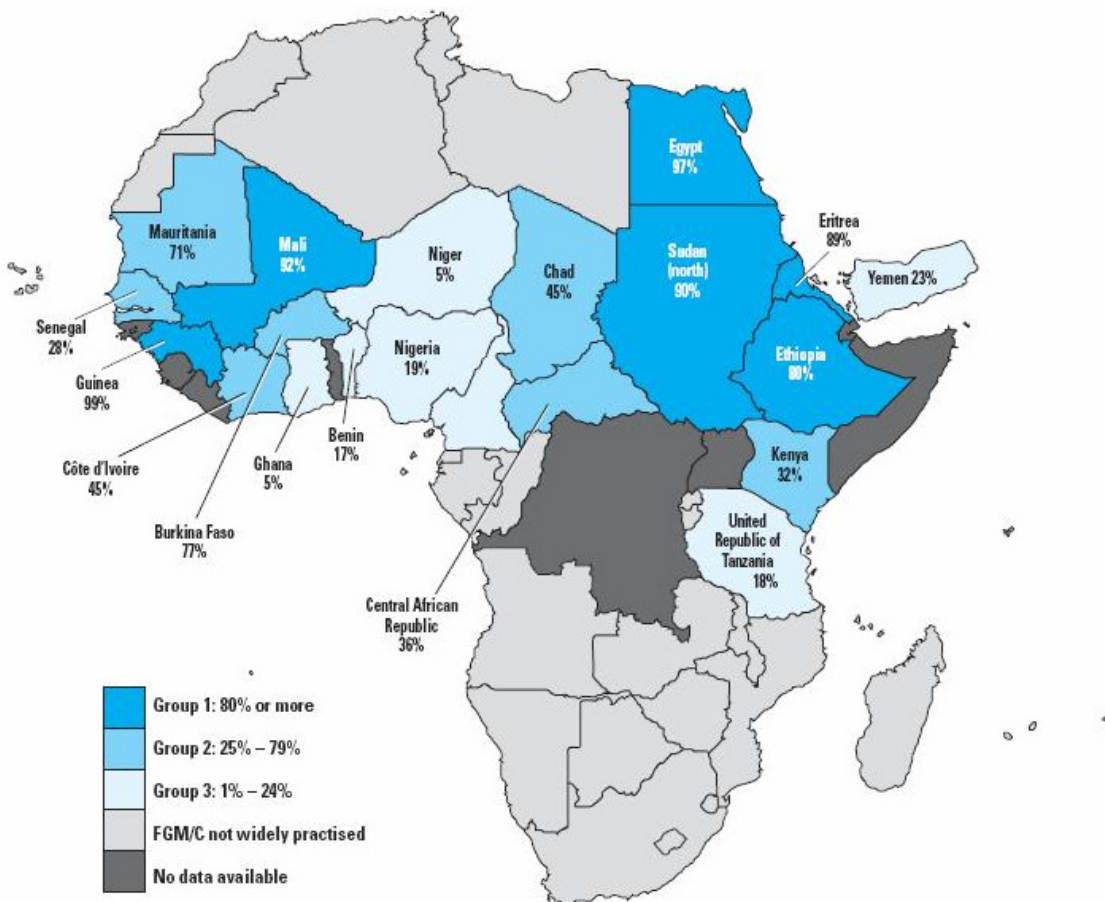 Egypt
97%
Eritrea
89%
Mauritania
71%
Mali
92%
Niger
5%
Chad
45%
Sudan
(north)
90%
Yemen 23%
Senegal
28%
Nigeria
19%
Ethiopia
80%
Guinea
99%
Benin
17%
Ghana
5%
Kenya
32%
Côte d'Ivoire
45%
Burkina Faso
77%
United
Republic of
Tanzania
18%
Central African
Republic
36%
Group 1: 80% or more
Group 2: 25% – 79%
Group 3: 1% – 24%
FGM/C not widely practised
No data available